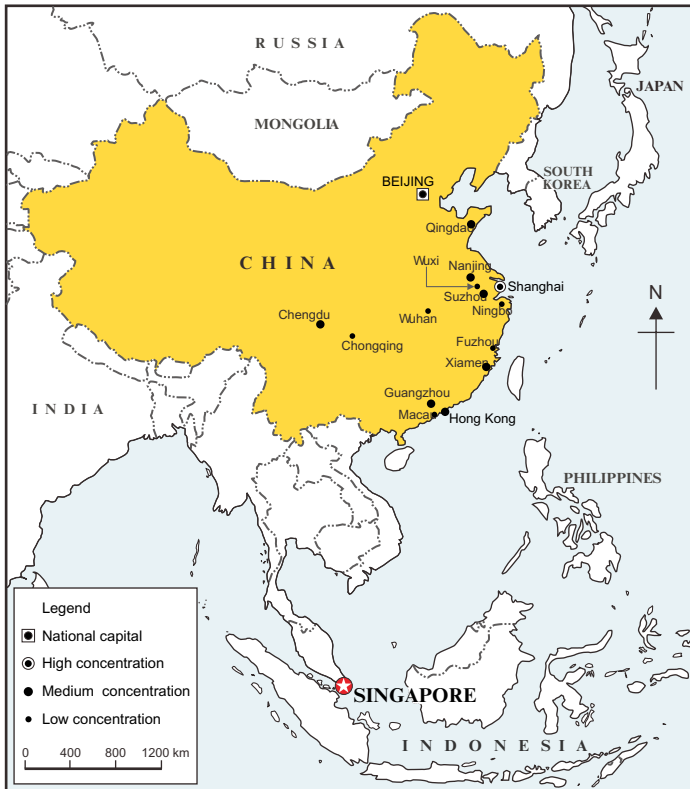 RUSSIA
JAPAN
MONGOLIA
SOUTH
KOREA
BEIJING
Qingdao
CHINA
Wuxi
Nanjing
Shanghai
Suzhou
Ningbo
N
Chengdu
Wuhan
Chongqing
Fuzhou
Xiamen
INDIA
Guangzhou
Macau
Hong Kong
PHILIPPINES
Legend
National capital
High concentration
Medium concentration
Low concentration
0 400 800 1200 km
SINGAPORE
INDONESIA